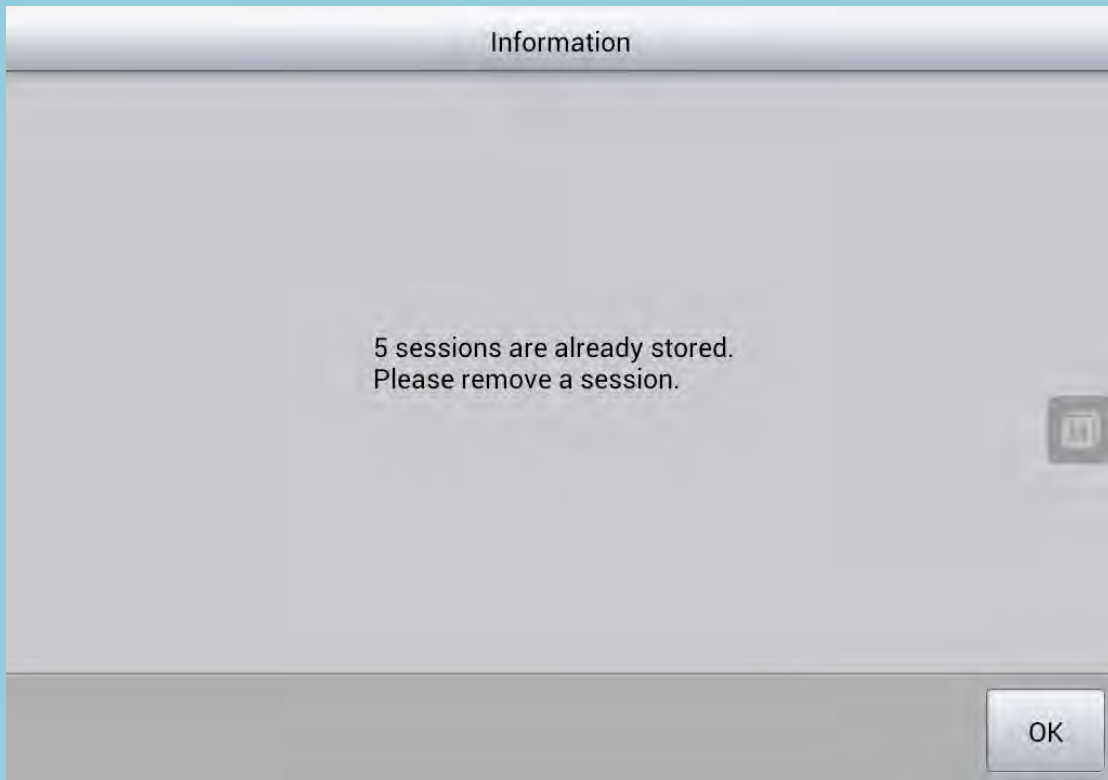 Information
5 sessions are already stored.
Please remove a session.
OK